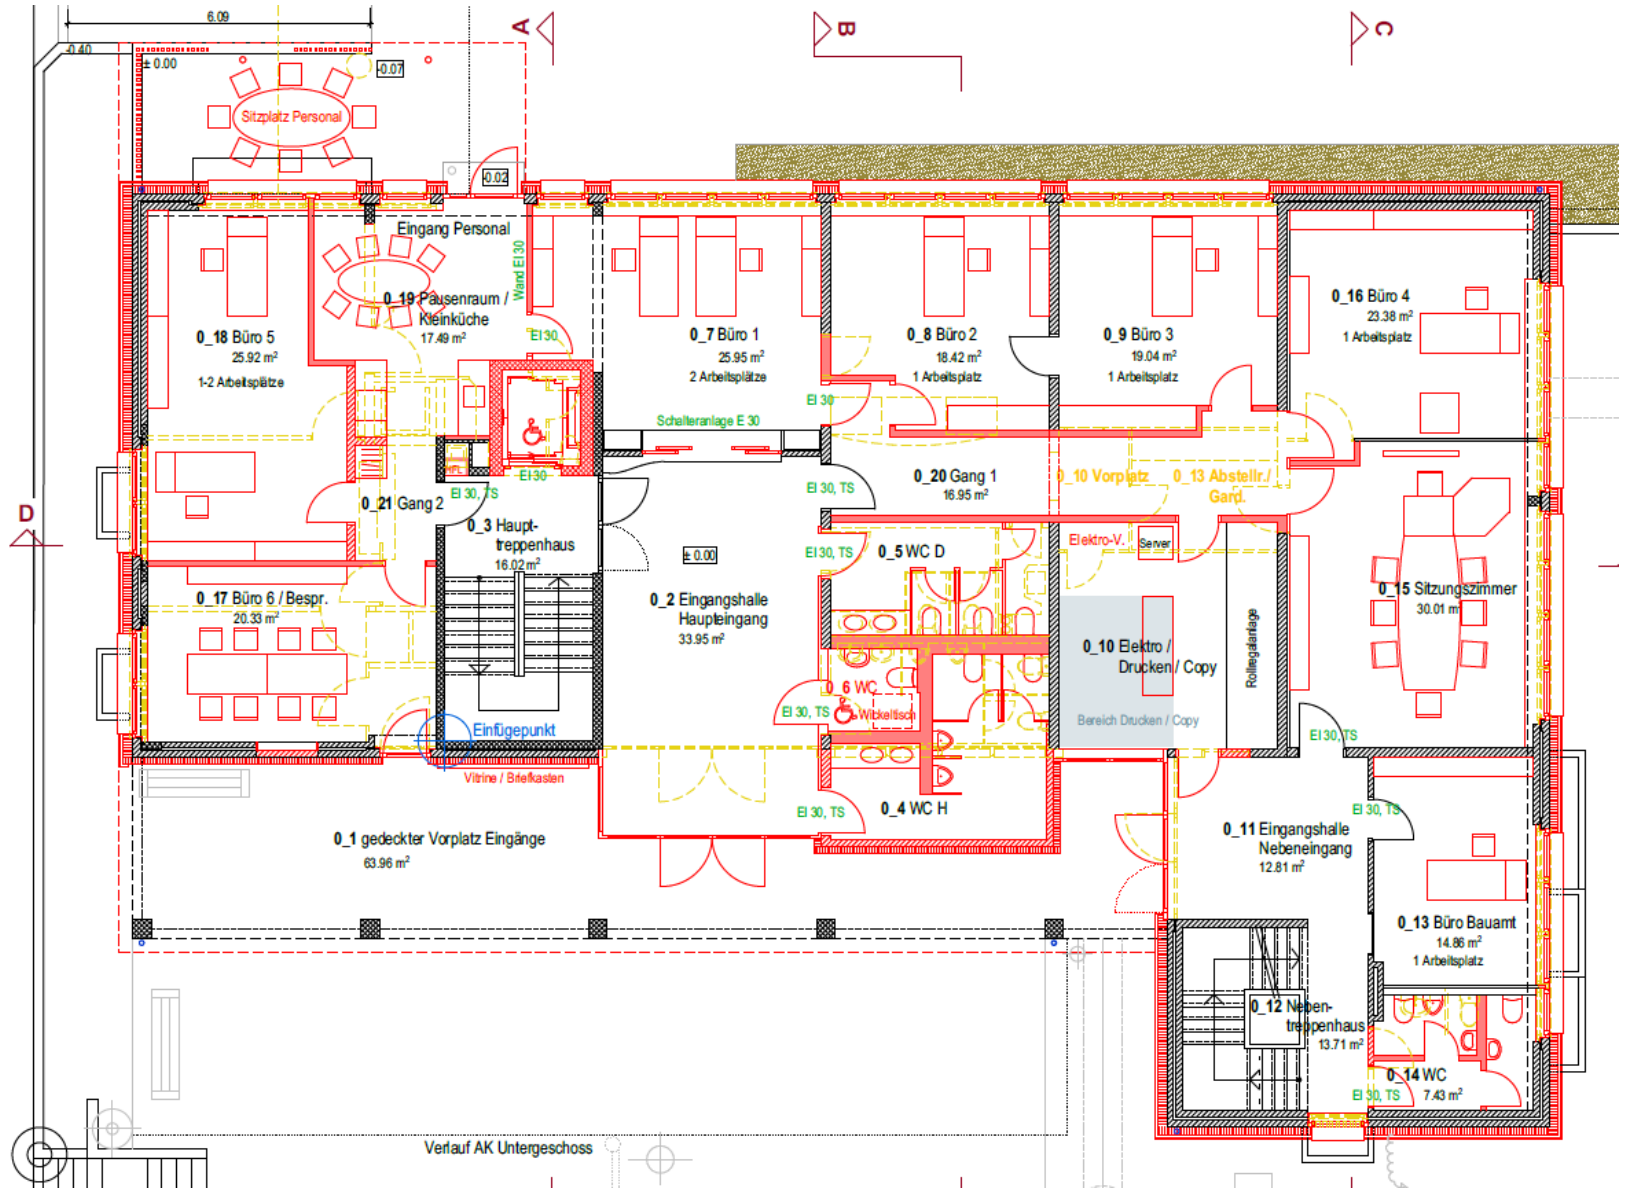 6.09
A
B
C
-0.40
± 0.00
-0.07
Sitzplatz Personal
-0.02
Eingang Personal
Wand EI 30
0_19 Pausenraum /
Kleinküche
17.49 m²
0_18 Büro 5
25.92 m²
1-2 Arbeitsplätze
EI 30
0_7 Büro 1
25.95 m²
2 Arbeitsplätze
0_8 Büro 2
18.42 m²
1 Arbeitsplatz
0_9 Büro 3
19.04 m²
1 Arbeitsplatz
0_16 Büro 4
23.38 m²
1 Arbeitsplatz
EI 30
Schalteranlage E 30
HFL
EI 30
EI 30, TS
0_21 Gang 2
0_3 Haupt-
treppenhaus
16.02 m²
EI 30, TS
0_20 Gang 1
16.95 m²
0_10 Vorplatz
0_13 Abstellr./
Gard.
D
± 0.00
EI 30, TS
0_5 WC D
Elektro-V.
Server
0_17 Büro 6 / Bespr.
20.33 m²
0_2 Eingangshalle
Haupteingang
33.95 m²
0_15 Sitzungszimmer
30.01 m²
0_10 Elektro /
Drucken / Copy
Rollregalanlage
0_6 WC
Wickeltisch
EI 30, TS
Bereich Drucken / Copy
Einfügepunkt
EI 30, TS
Vitrine / Briefkasten
EI 30, TS
0_4 WC H
EI 30, TS
0_1 gedeckter Vorplatz Eingänge
63.96 m²
0_11 Eingangshalle
Nebeneingang
12.81 m²
0_13 Büro Bauamt
14.86 m²
1 Arbeitsplatz
0_12 Neben-
treppenhaus
13.71 m²
0_14 WC
7.43 m²
EI 30, TS
Verlauf AK Untergeschoss